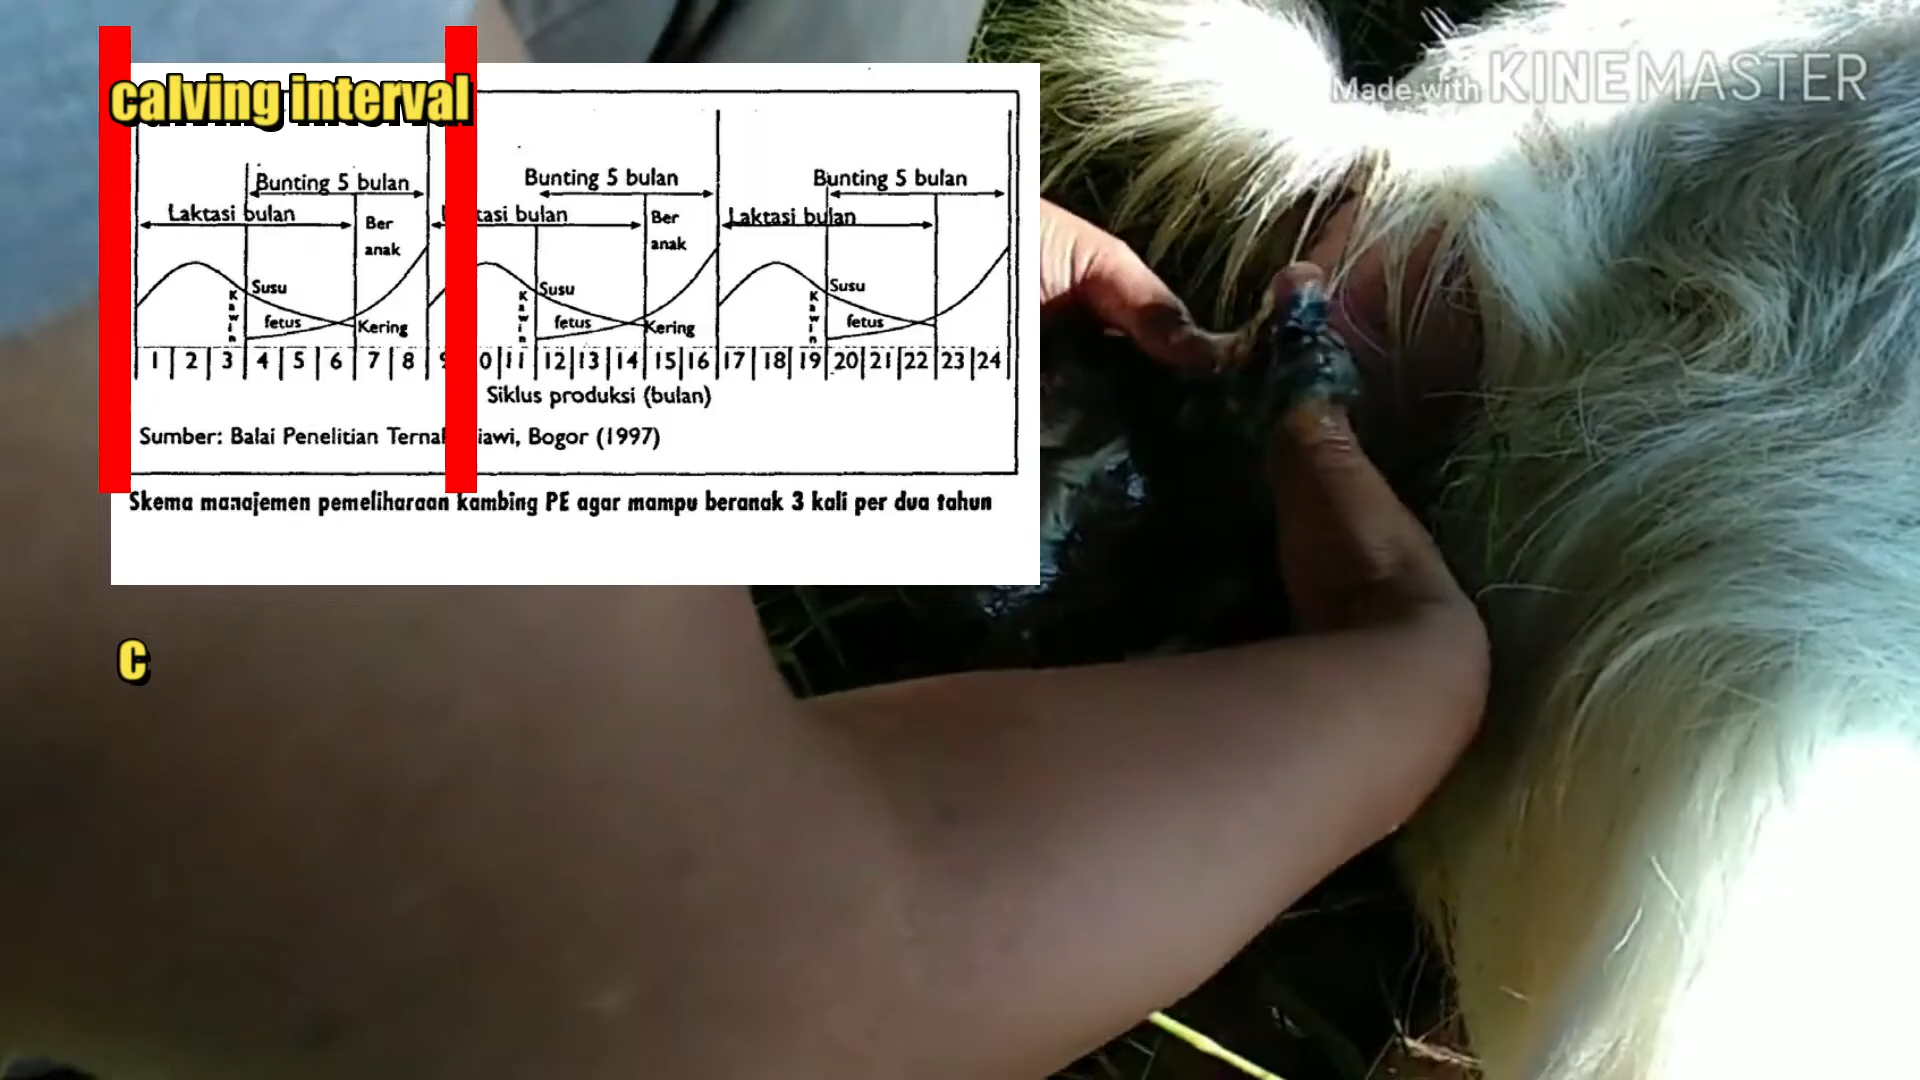 Made with KINEMASTER
calving interval
Bunting 5 bulan
Bunting 5 bulan
Bunting 5 bulan
Laktasi bulan
tasi bulan
Laktasi bulan
Ber
anak
Ber
anak
Susu
Susu
Susu
Kawin
Kawin
Kawin
fetus
fetus
fetus
Kering
Kering
1 2 3 4 5 6 7 8 9 0 11 12 13 14 15 16 17 18 19 20 21 22 23 24
Siklus produksi (bulan)
Sumber: Balai Penelitian Ternak iawi, Bogor (1997)
Skema manajemen pemeliharaan kambing PE agar mampu beranak 3 kali per dua tahun
c